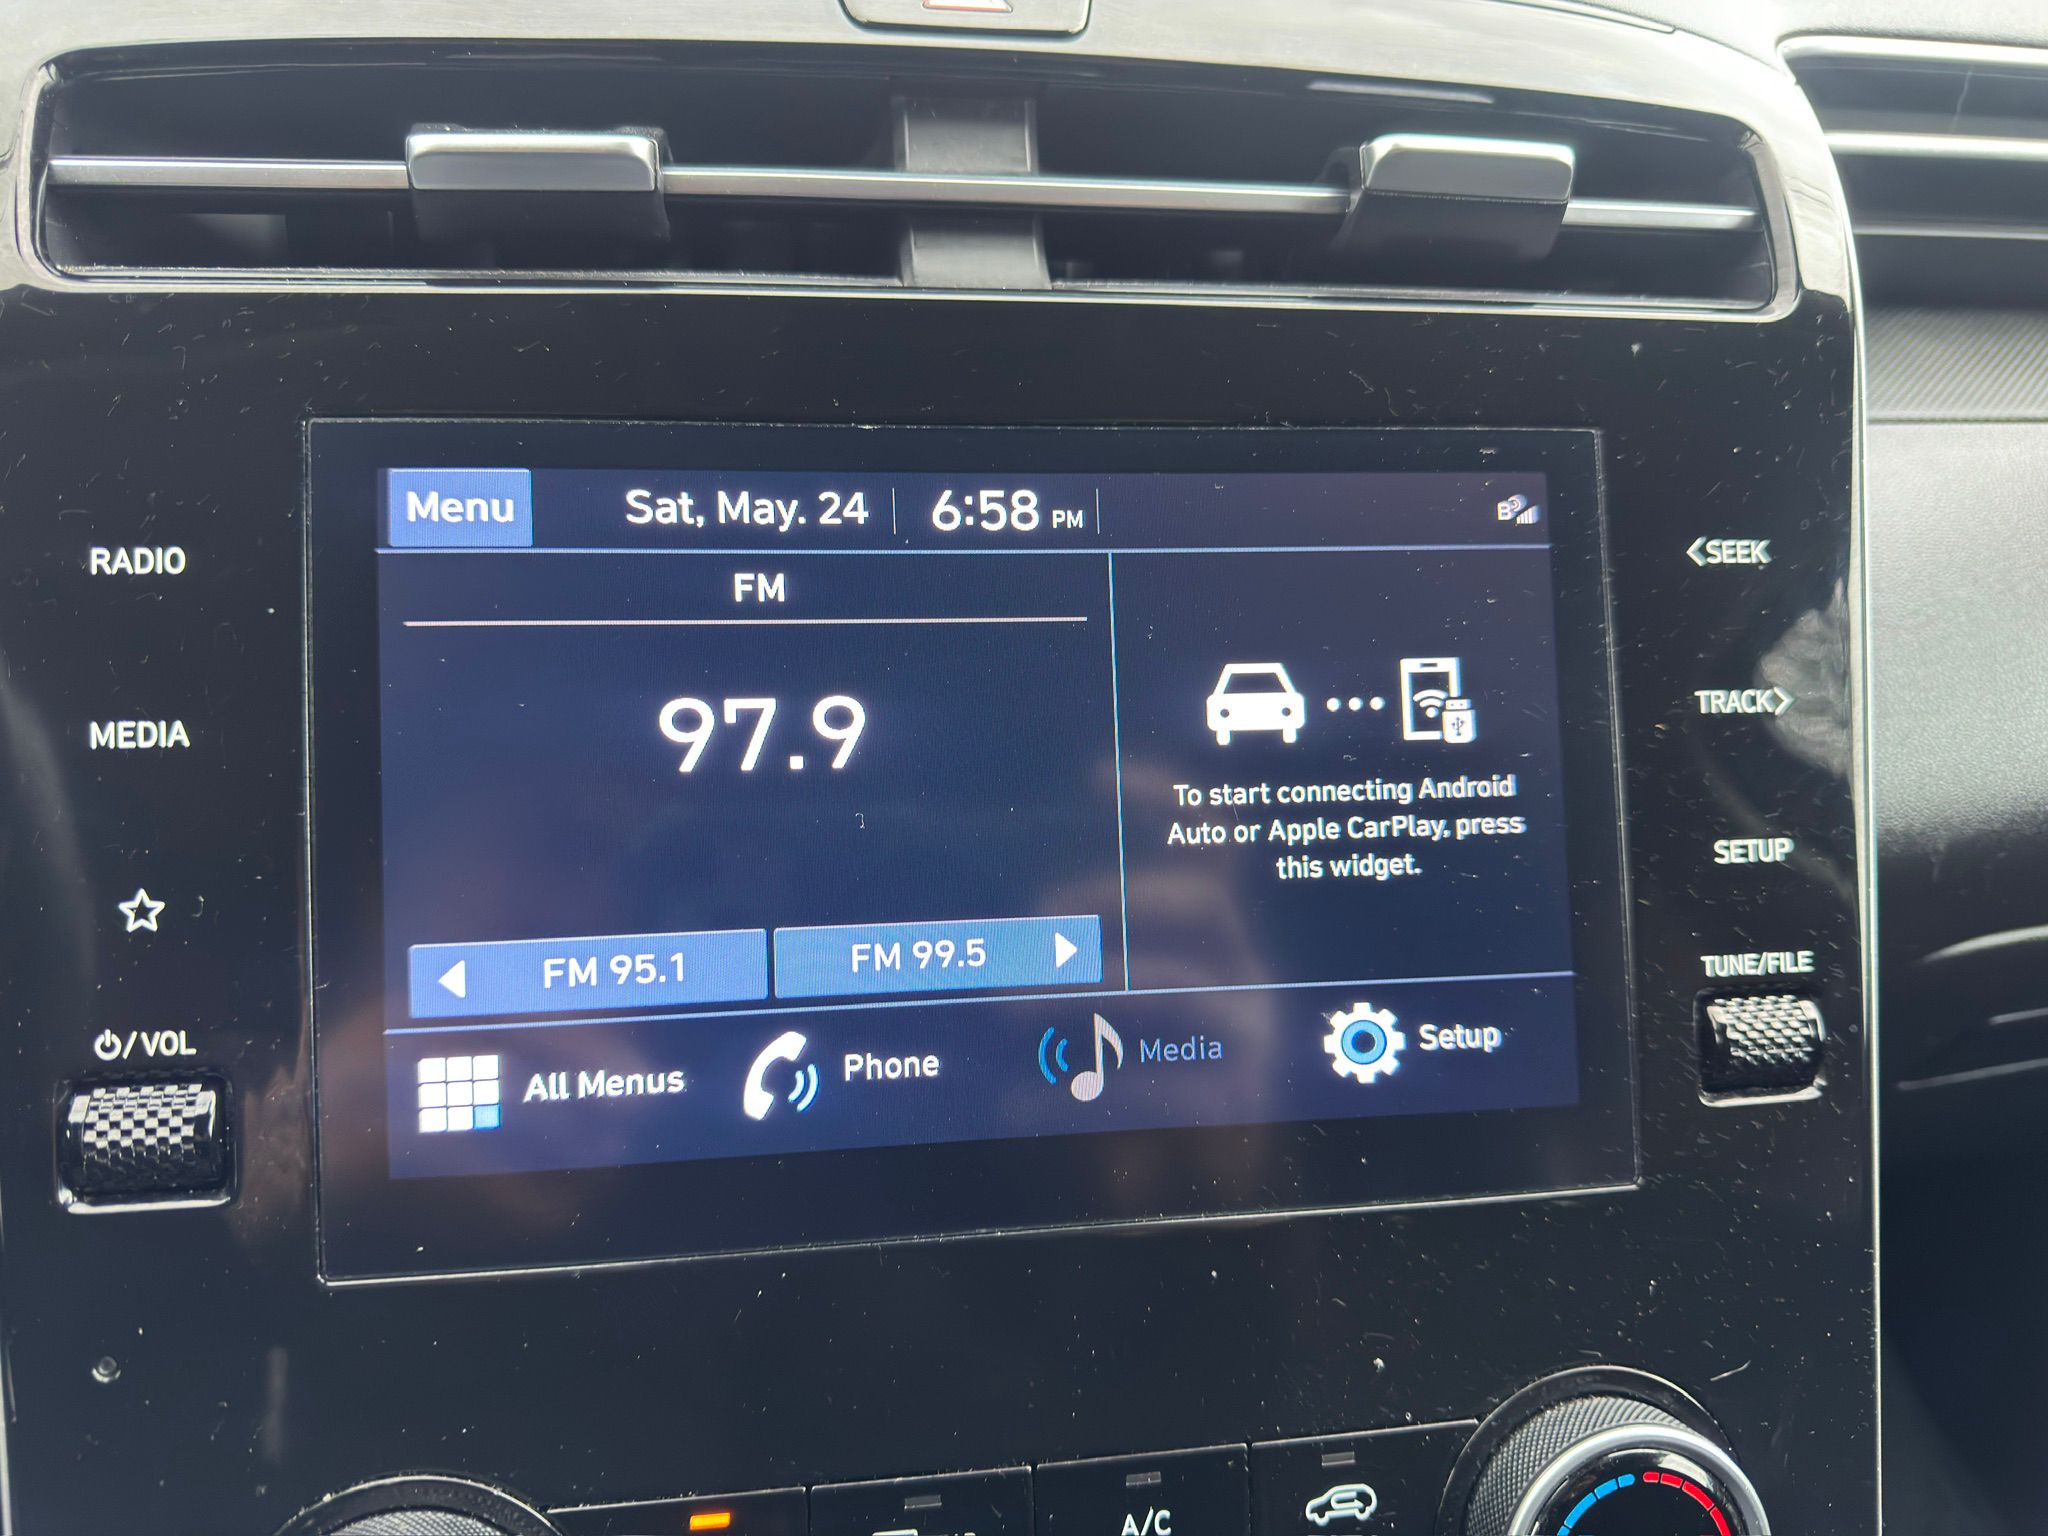 Menu
Sat, May. 24
6:58 PM
B
RADIO
<SEEK
FM
MEDIA
97.9
TRACK>
To start connecting Android
Auto or Apple CarPlay, press
this widget.
SETUP
FM 95.1
FM 99.5
TUNE/FILE
/VOL
All Menus
Phone
Media
Setup
A/C